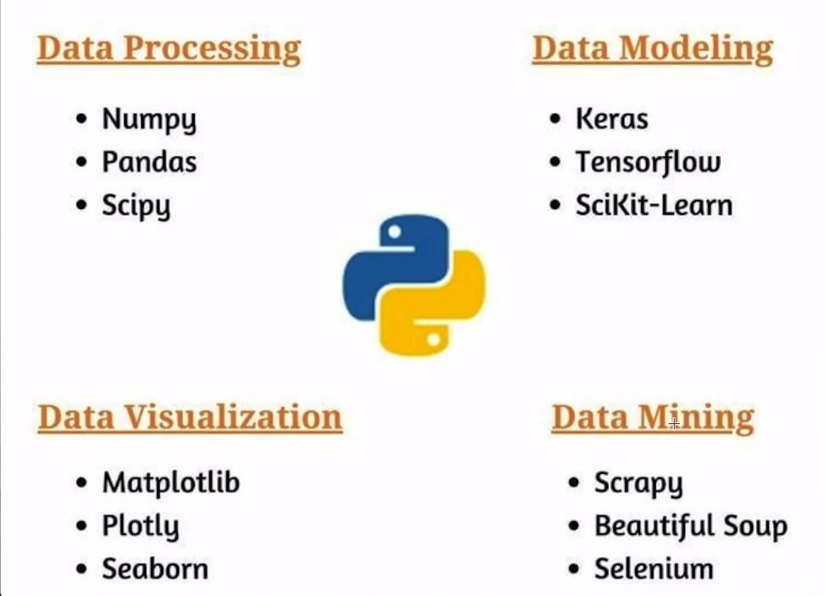 Data Processing
Numpy
Pandas
Scipy
Data Modeling
Keras
Tensorflow
SciKit-Learn
Data Visualization
Matplotlib
Plotly
Seaborn
Data Mining
Scrapy
Beautiful Soup
Selenium